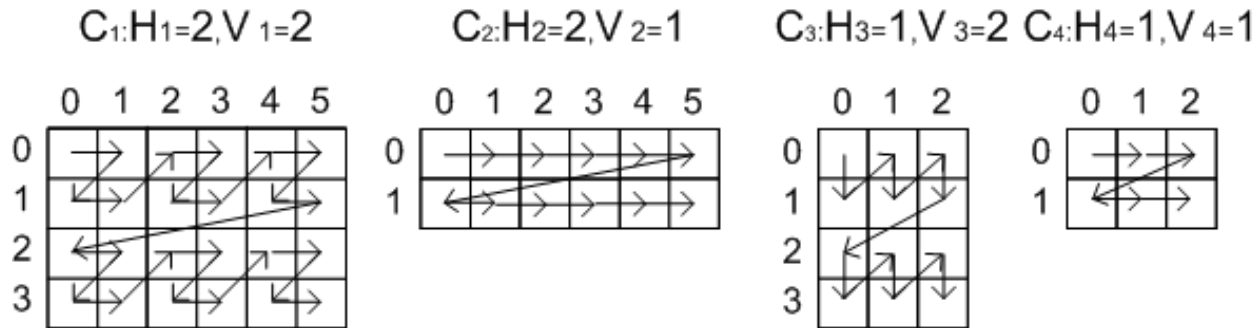 C1:H1=2,V 1=2 C2:H2=2,V 2=1 C3:H3=1,V 3=2 C4:H4=1,V 4=1
0 1 2 3 4 5 0 1 2 3 4 5 0 1 2 0 1 2
0 0 0 0
1 1 1 1
2 2
3 3